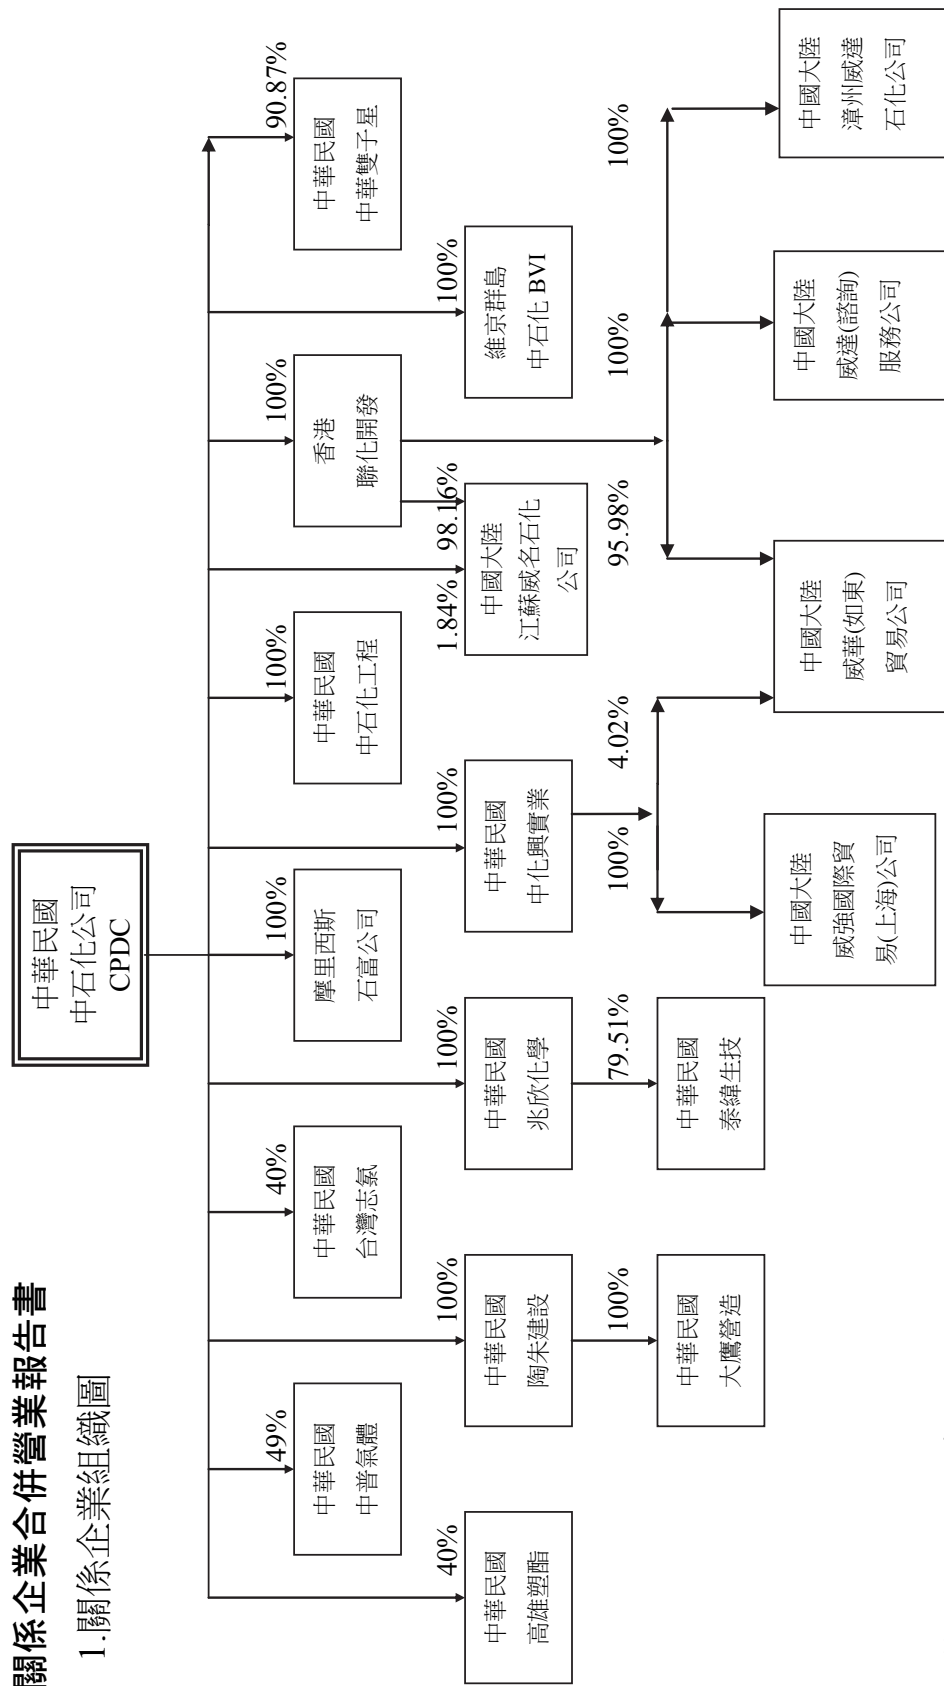 關係企業合併營業報告書
1.關係企業組織圖
中華民國
中石化公司
CPDC
49%
中華民國
中普氣體
40%
中華民國
台灣志氯
100%
摩里西斯
石富公司
100%
中華民國
中石化工程
100%
香港
聯化開發
90.87%
中華民國
中華雙子星
40%
中華民國
高雄塑酯
100%
中華民國
陶朱建設
100%
中華民國
兆欣化學
100%
中華民國
中化興實業
1.84%
98.16%
中國大陸
江蘇威名石化
公司
100%
維京群島
中石化 BVI
100%
中華民國
大鷹營造
79.51%
中華民國
泰緯生技
100%
4.02%
95.98%
100%
100%
中國大陸
威強國際貿
易(上海)公司
中國大陸
威華(如東)
貿易公司
中國大陸
威達(諮詢)
服務公司
中國大陸
漳州威達
石化公司